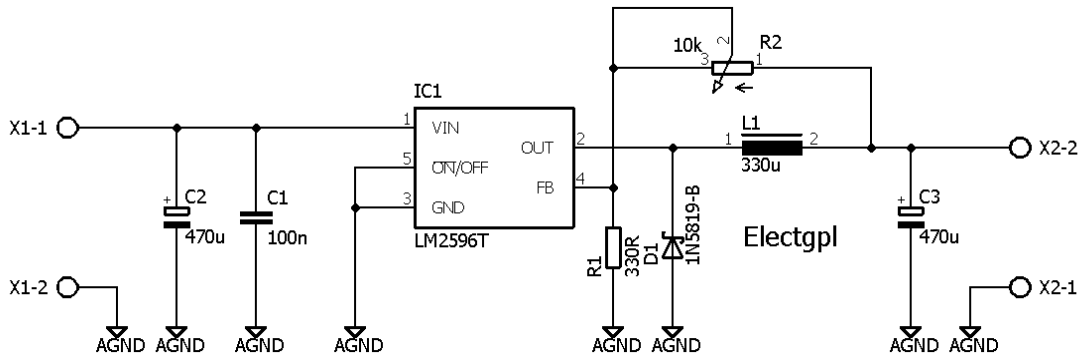 2
10k
R2
3
1
IC1
X1-1
1
VIN
L1
OUT
2
1
2
X2-2
5
ON/OFF
330u
FB
4
C2
C1
3
GND
C3
+
470u
100n
LM2596T
R1
330R
D1
1N5819-B
Electgpl
+
470u
X1-2
X2-1
AGND
AGND
AGND
AGND
AGND
AGND
AGND
AGND